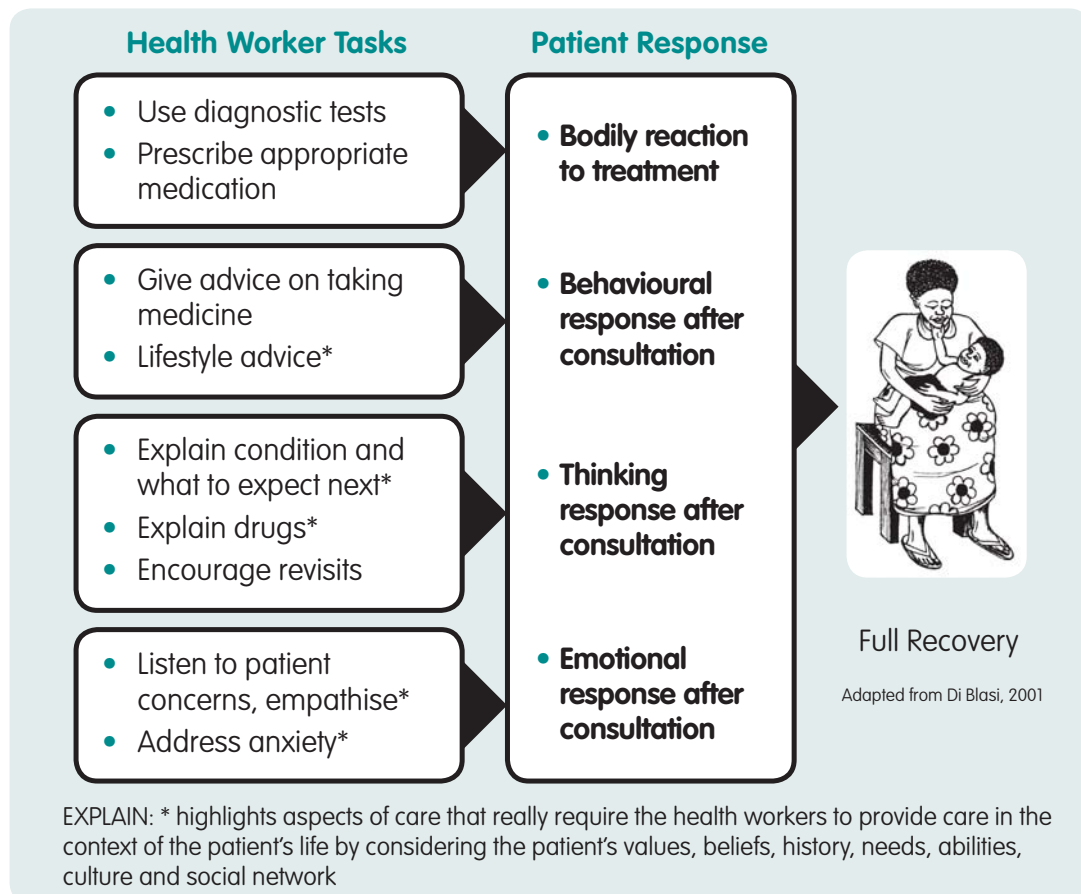 Health Worker Tasks
• Use diagnostic tests
• Prescribe appropriate
medication
• Give advice on taking
medicine
• Lifestyle advice*
• Explain condition and
what to expect next*
• Explain drugs*
• Encourage revisits
• Listen to patient
concerns, empathise*
• Address anxiety*
Patient Response
• Bodily reaction
to treatment
• Behavioural
response after
consultation
• Thinking
response after
consultation
• Emotional
response after
consultation
Full Recovery
Adapted from Di Blasi, 2001
EXPLAIN: * highlights aspects of care that really require the health workers to provide care in the
context of the patient’s life by considering the patient’s values, beliefs, history, needs, abilities,
culture and social network